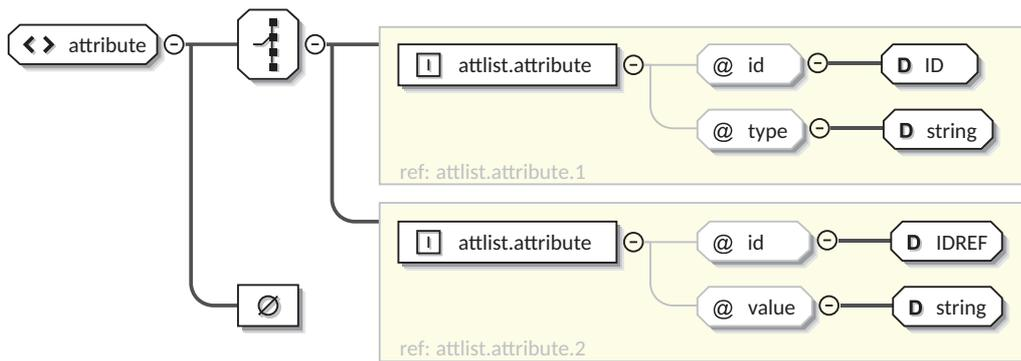 attribute
I attlist.attribute @ id D ID
@ type D string
ref: attlist.attribute.1
I attlist.attribute @ id D IDREF
@ value D string
ref: attlist.attribute.2